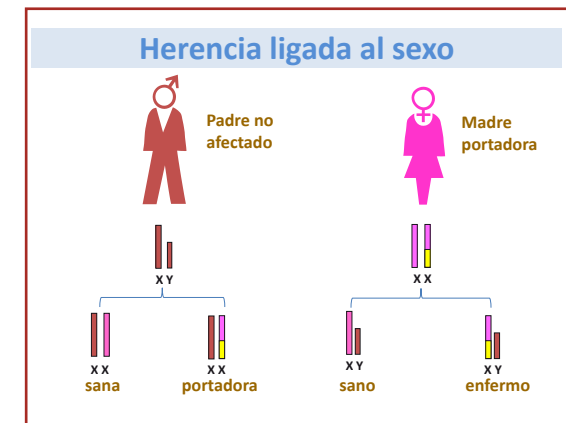 Herencia ligada al sexo
Padre no
afectado
Madre
portadora
X Y
X X
X X
X X
X Y
X Y
sana
portadora
sano
enfermo